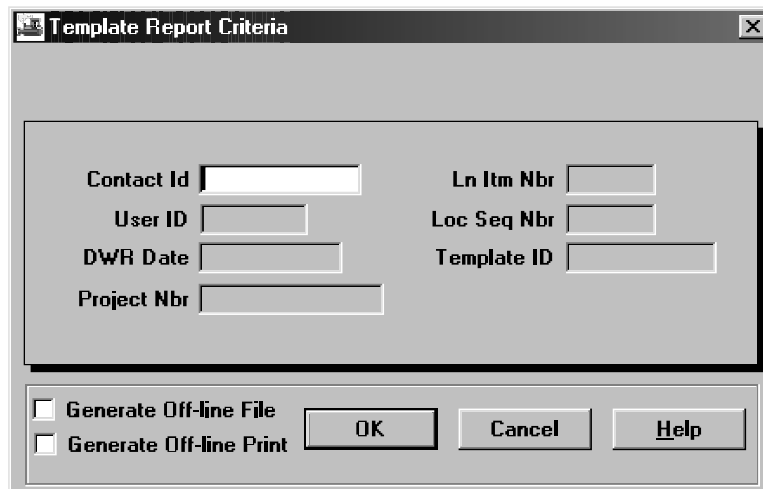 Template Report Criteria
Contact Id
Ln Itm Nbr
User ID
Loc Seq Nbr
DWR Date
Template ID
Project Nbr
Generate Off-line File
Generate Off-line Print
OK
Cancel
Help